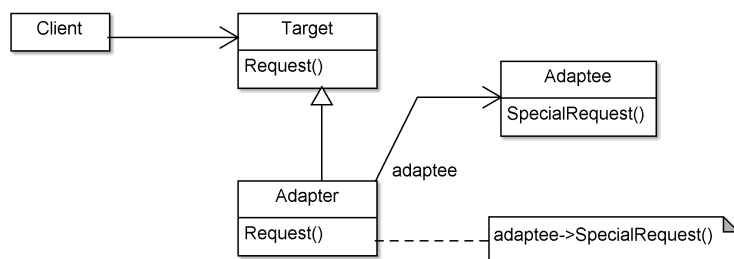 Client
Target
Request()
Adaptee
SpecialRequest()
adaptee
Adapter
Request()
adaptee->SpecialRequest()